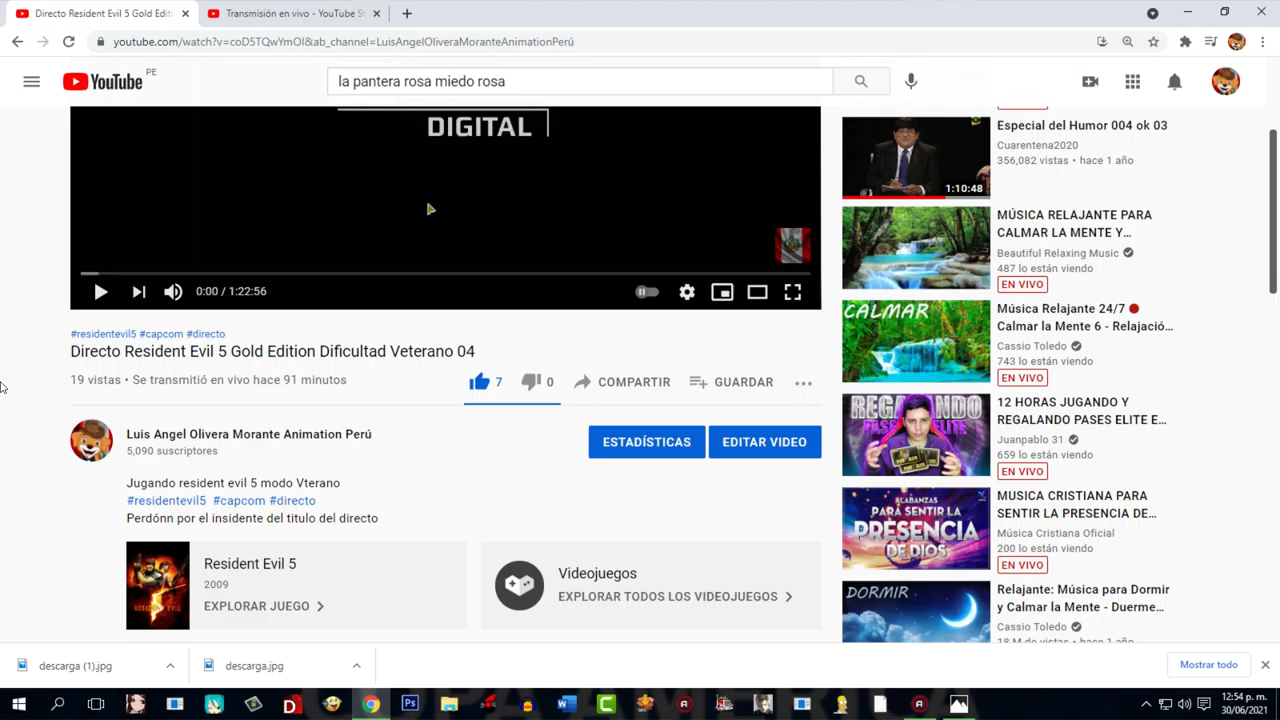 Directo Resident Evil 5 Gold Editi
Transmisión en vivo - YouTube St
youtube.com/watch?v=coD5TQwYmOI&ab_channel=LuisAngelOliveraMoranteAnimationPerú
YouTube PE
la pantera rosa miedo rosa
DIGITAL
0:00 / 1:22:56
#residentevil5 #capcom #directo
Directo Resident Evil 5 Gold Edition Dificultad Veterano 04
19 vistas • Se transmitió en vivo hace 91 minutos
7
0
COMPARTIR
GUARDAR
Luis Angel Olivera Morante Animation Perú
5,090 suscriptores
ESTADÍSTICAS
EDITAR VIDEO
Jugando resident evil 5 modo Vterano
#residentevil5 #capcom #directo
Perdónn por el insidente del titulo del directo
Resident Evil 5
2009
EXPLORAR JUEGO
Videojuegos
EXPLORAR TODOS LOS VIDEOJUEGOS
1:10:48
Especial del Humor 004 ok 03
Cuarentena2020
356,082 vistas • hace 1 año
MÚSICA RELAJANTE PARA
CALMAR LA MENTE Y...
Beautiful Relaxing Music
487 lo están viendo
EN VIVO
CALMAR
Música Relajante 24/7
Calmar la Mente 6 - Relajació...
Cassio Toledo
743 lo están viendo
EN VIVO
REGALANDO
PASES ELITE
12 HORAS JUGANDO Y
REGALANDO PASES ELITE E...
Juanpablo 31
659 lo están viendo
EN VIVO
ALABANZAS
PARA SENTIR LA
PRESENCIA
DE DIOS
MUSICA CRISTIANA PARA
SENTIR LA PRESENCIA DE...
Música Cristiana Oficial
200 lo están viendo
EN VIVO
DORMIR
Relajante: Música para Dormir
y Calmar la Mente - Duerme...
Cassio Toledo
18 M de vistas • hace 1 año
descarga (1).jpg
descarga.jpg
Mostrar todo
12:54 p. m.
30/06/2021